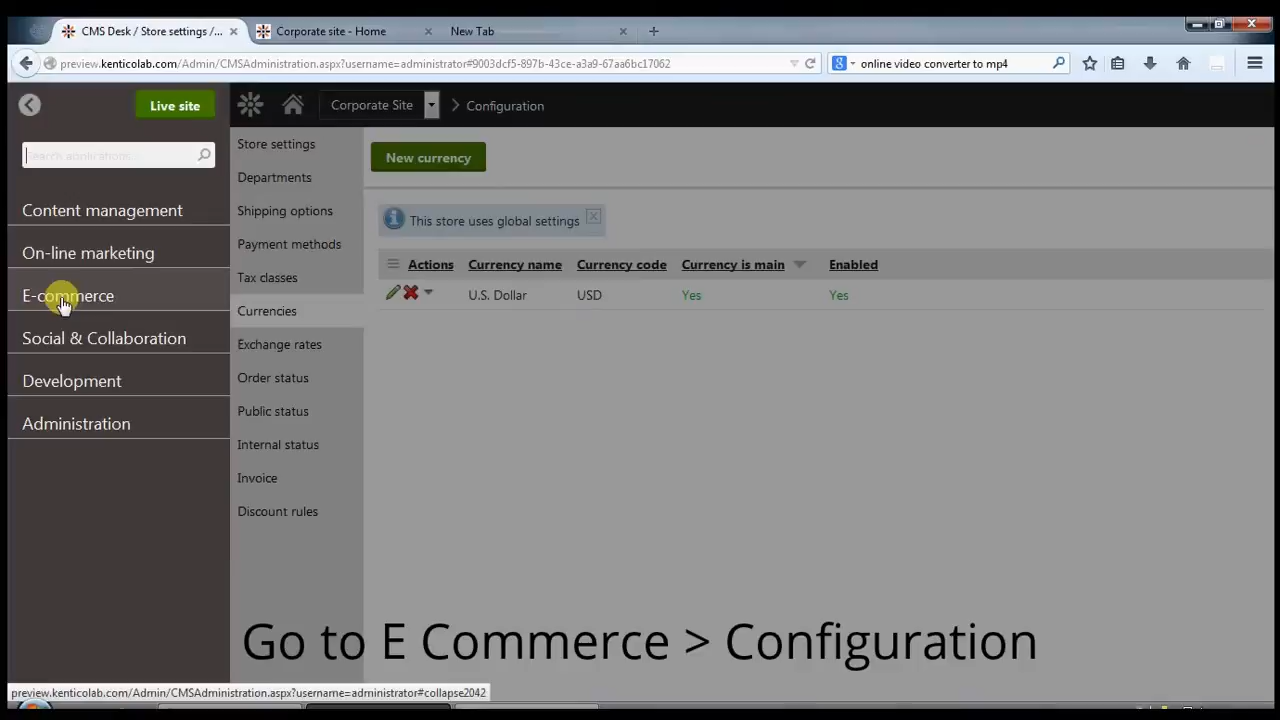 CMS Desk / Store settings /...
Corporate site - Home
New Tab
preview.kenticolab.com/Admin/CMSAdministration.aspx?username=administrator#9003dcf5-897b-43ce-a3a9-67aa6bc17062
online video converter to mp4
Live site
Corporate Site
Configuration
Search applications...
Content management
On-line marketing
E-commerce
Social & Collaboration
Development
Administration
Store settings
Departments
Shipping options
Payment methods
Tax classes
Currencies
Exchange rates
Order status
Public status
Internal status
Invoice
Discount rules
New currency
This store uses global settings
Actions Currency name Currency code Currency is main Enabled
U.S. Dollar USD Yes Yes
Go to E Commerce > Configuration
preview.kenticolab.com/Admin/CMSAdministration.aspx?username=administrator#collapse2042